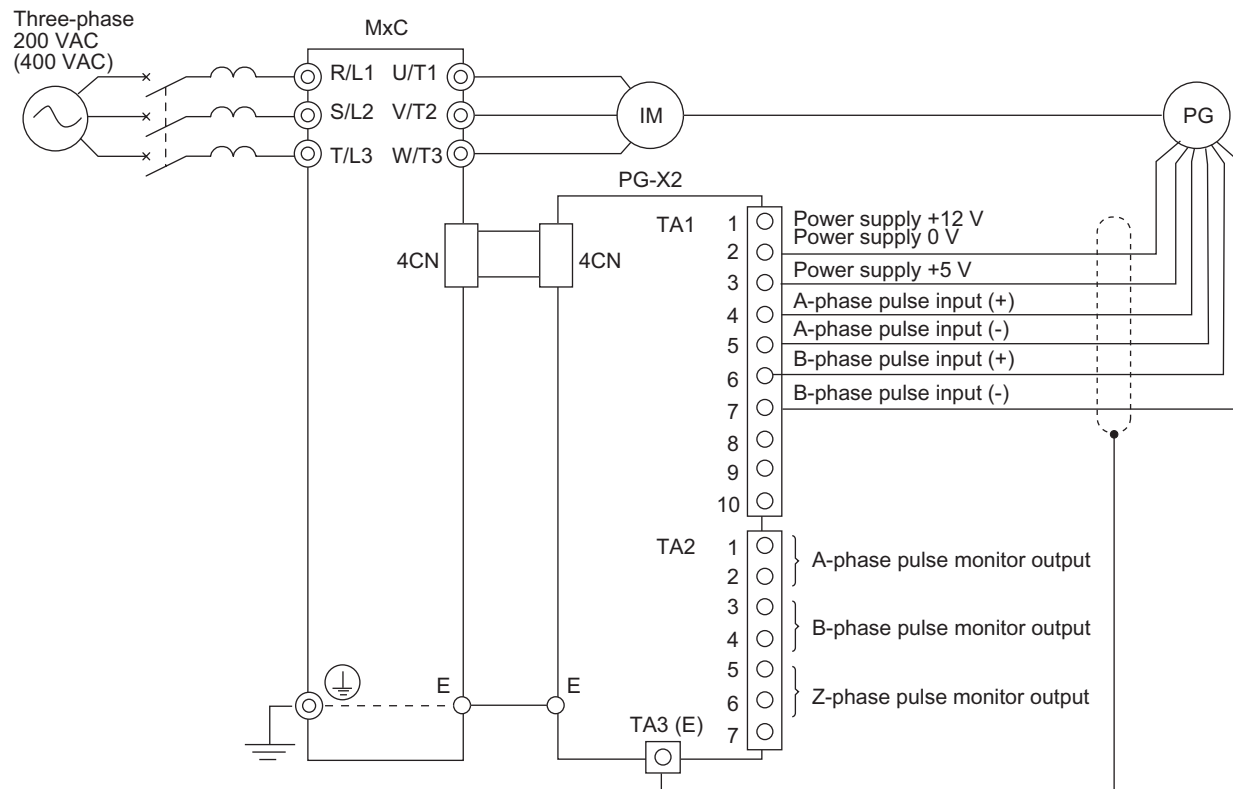 Three-phase
200 VAC
(400 VAC)
MxC
R/L1 U/T1
S/L2 V/T2
T/L3 W/T3
IM
PG
PG-X2
4CN
4CN
TA1
1 Power supply +12 V
2 Power supply 0 V
3 Power supply +5 V
4 A-phase pulse input (+)
5 A-phase pulse input (-)
6 B-phase pulse input (+)
7 B-phase pulse input (-)
8
9
10
TA2
1
2
A-phase pulse monitor output
3
4
B-phase pulse monitor output
5
6
Z-phase pulse monitor output
7
E
E
TA3 (E)